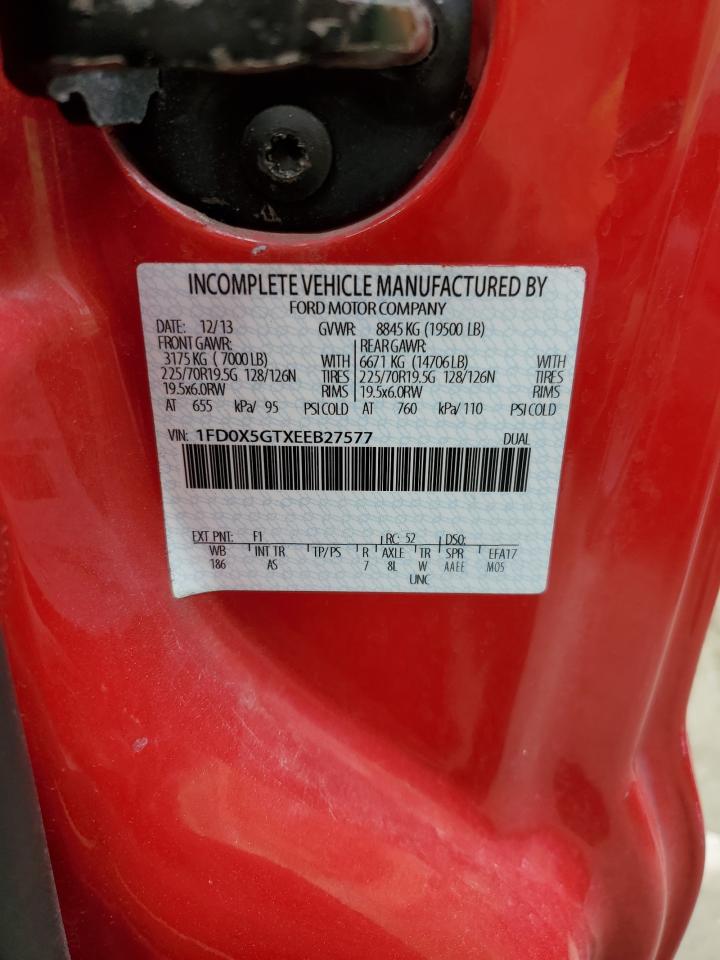 INCOMPLETE VEHICLE MANUFACTURED BY
FORD MOTOR COMPANY
DATE: 12/13 GVWR: 8845 KG (19500 LB)
FRONT GAWR: REAR GAWR:
3175 KG ( 7000 LB) WITH 6671 KG (14706 LB) WITH
225/70R19.5G 128/126N TIRES 225/70R19.5G 128/126N TIRES
19.5x6.0RW RIMS 19.5x6.0RW RIMS
AT 655 kPa/ 95 PSI COLD AT 760 kPa/ 110 PSI COLD
VIN: 1FD0X5GTXEEB27577 DUAL
EXT PNT: F1 RC: 52 DSO:
WB INT TR TP/PS R AXLE TR SPR EFA17
186 AS 7 8L W AAEE M05
UNC